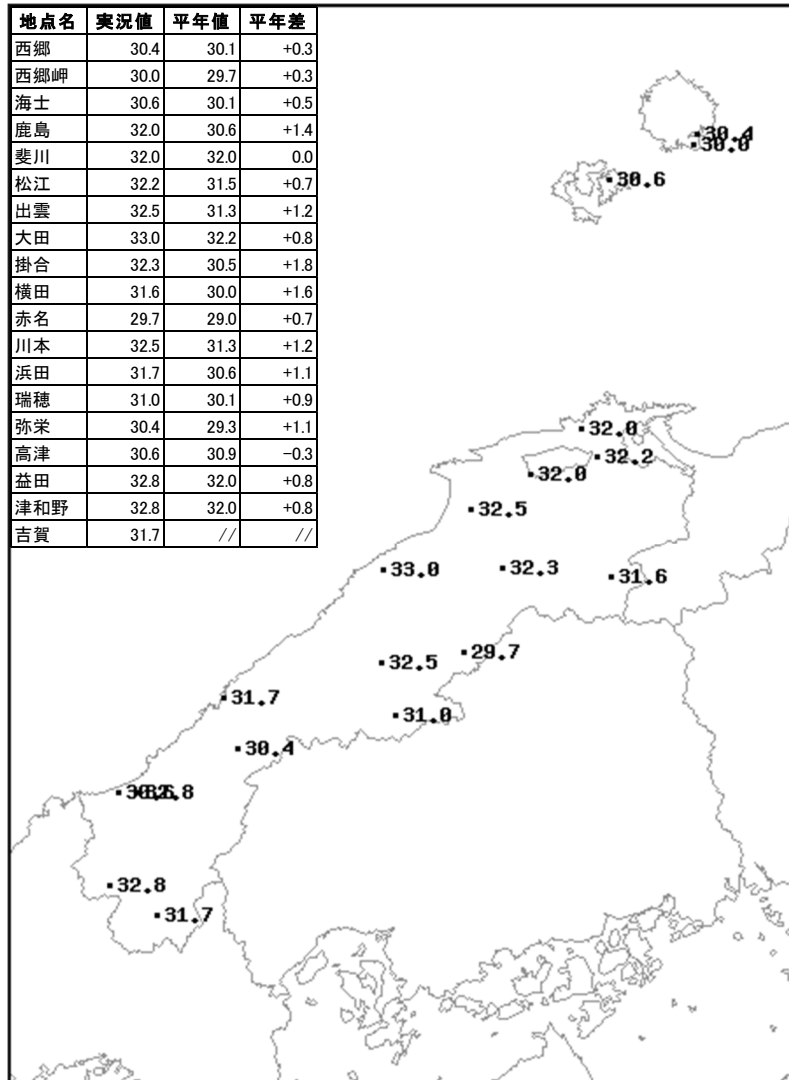 地点名 実況値 平年値 平年差
西郷 30.4 30.1 +0.3
西郷岬 30.0 29.7 +0.3
海士 30.6 30.1 +0.5
鹿島 32.0 30.6 +1.4
斐川 32.0 32.0 0.0
松江 32.2 31.5 +0.7
出雲 32.5 31.3 +1.2
大田 33.0 32.2 +0.8
掛合 32.3 30.5 +1.8
横田 31.6 30.0 +1.6
赤名 29.7 29.0 +0.7
川本 32.5 31.3 +1.2
浜田 31.7 30.6 +1.1
瑞穂 31.0 30.1 +0.9
弥栄 30.4 29.3 +1.1
高津 30.6 30.9 −0.3
益田 32.8 32.0 +0.8
津和野 32.8 32.0 +0.8
吉賀 31.7 // //
30.4
30.0
30.6
32.0
32.2
32.0
32.5
33.0
32.3
31.6
29.7
32.5
31.7
31.0
30.4
30.6
32.8
32.8
31.7